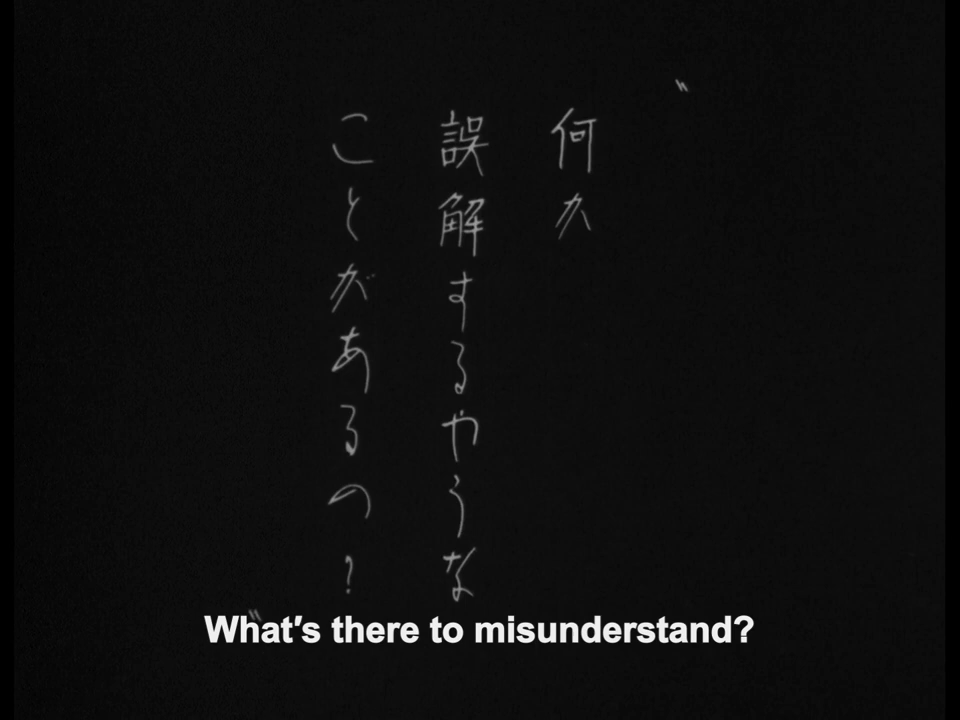 〝
何か
誤解するやうな
ことがあるの?
〟
What's there to misunderstand?